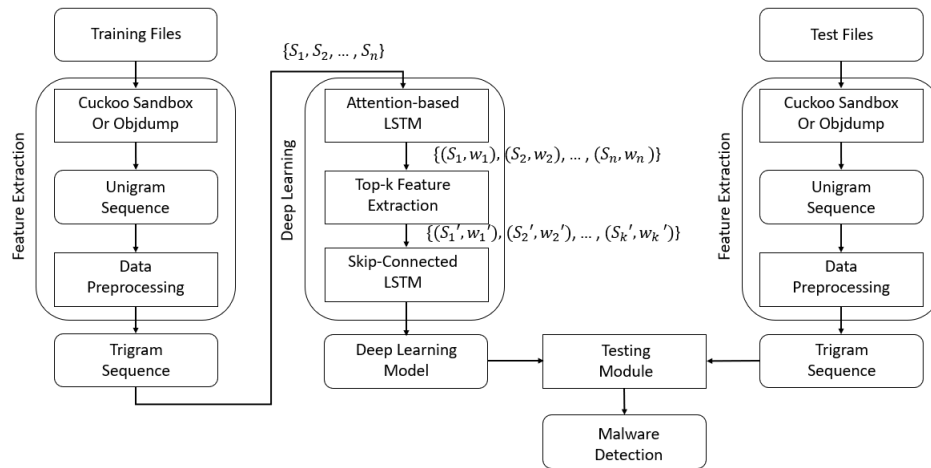 Training Files
Cuckoo Sandbox
Or Objdump
Unigram
Sequence
Data
Preprocessing
Feature Extraction
Trigram
Sequence
{S₁, S₂, … , Sₙ}
Attention-based
LSTM
{(S₁, w₁), (S₂, w₂), … , (Sₙ, wₙ)}
Top-k Feature
Extraction
{(S₁′, w₁′), (S₂′, w₂′), … , (Sₖ′, wₖ′)}
Skip-Connected
LSTM
Deep Learning
Deep Learning
Model
Testing
Module
Malware
Detection
Test Files
Cuckoo Sandbox
Or Objdump
Unigram
Sequence
Data
Preprocessing
Feature Extraction
Trigram
Sequence